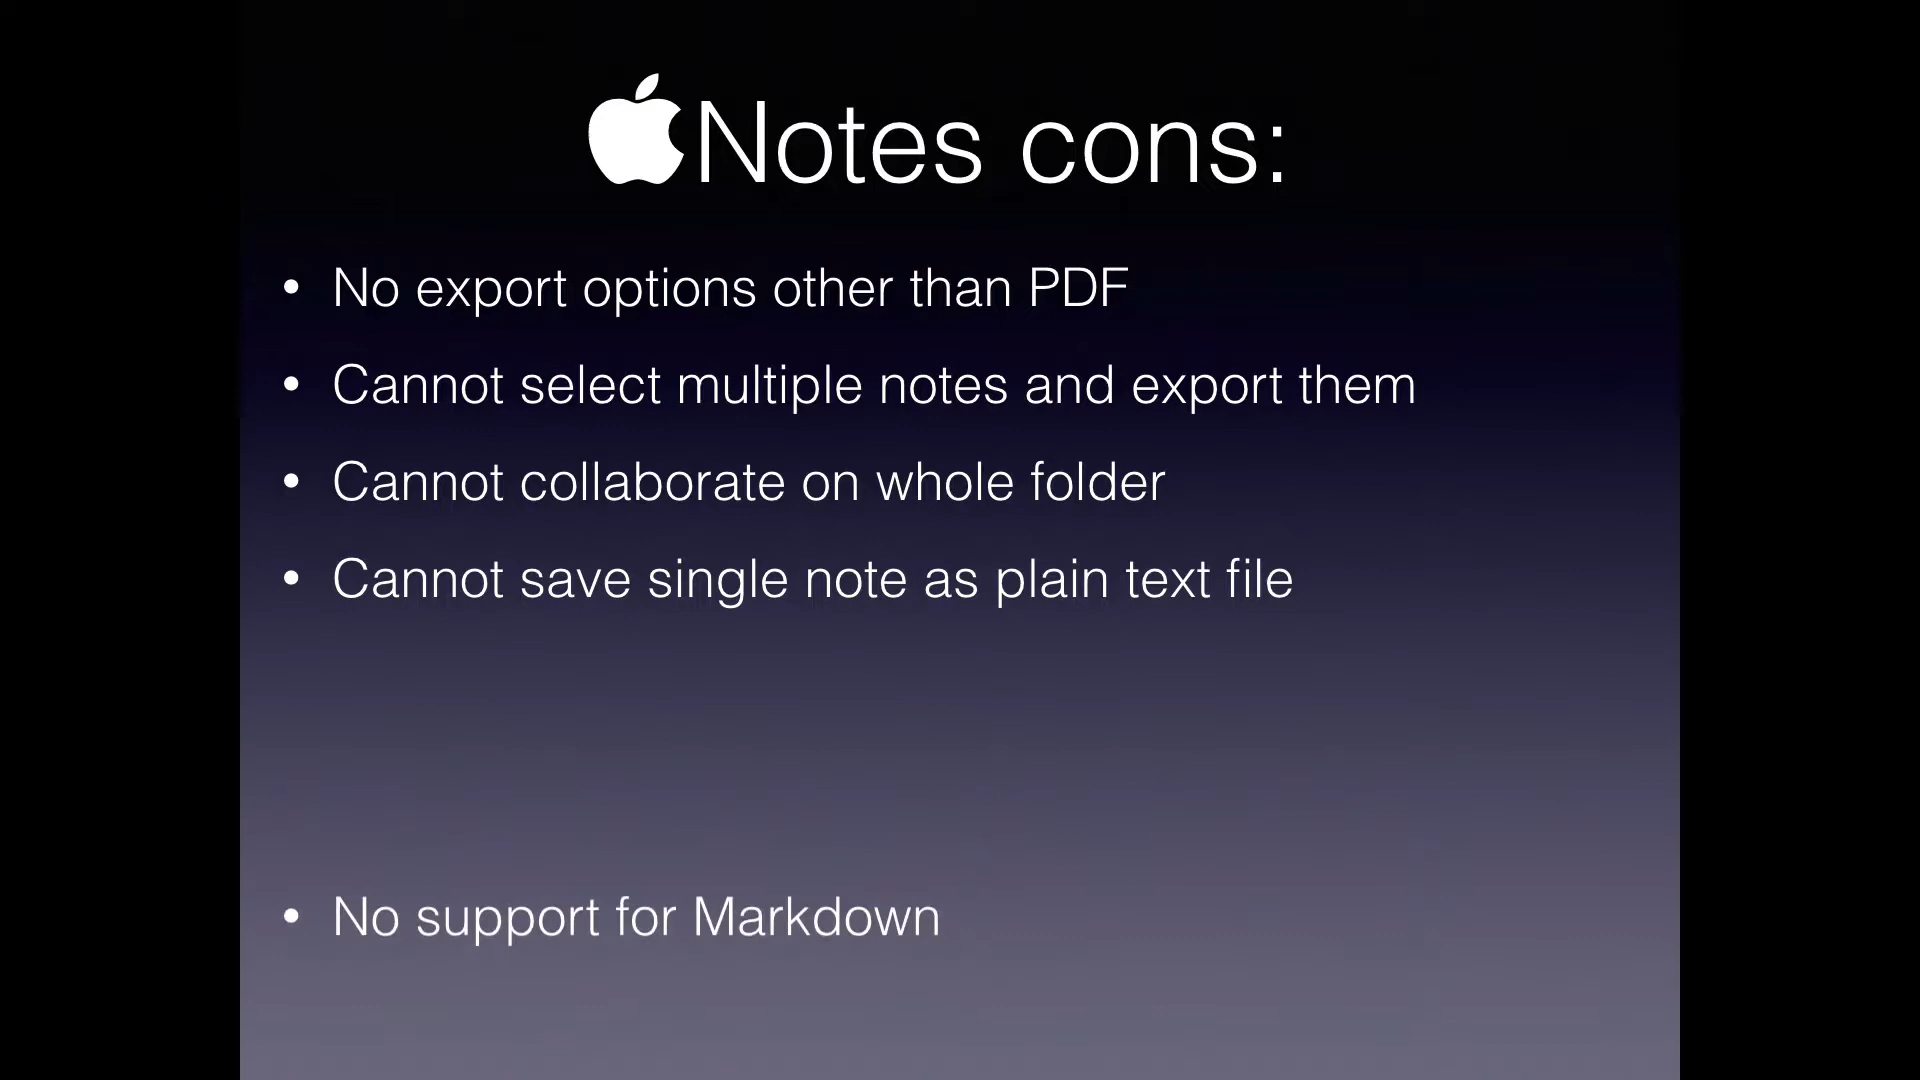 Notes cons:
• No export options other than PDF
• Cannot select multiple notes and export them
• Cannot collaborate on whole folder
• Cannot save single note as plain text file
• No support for Markdown